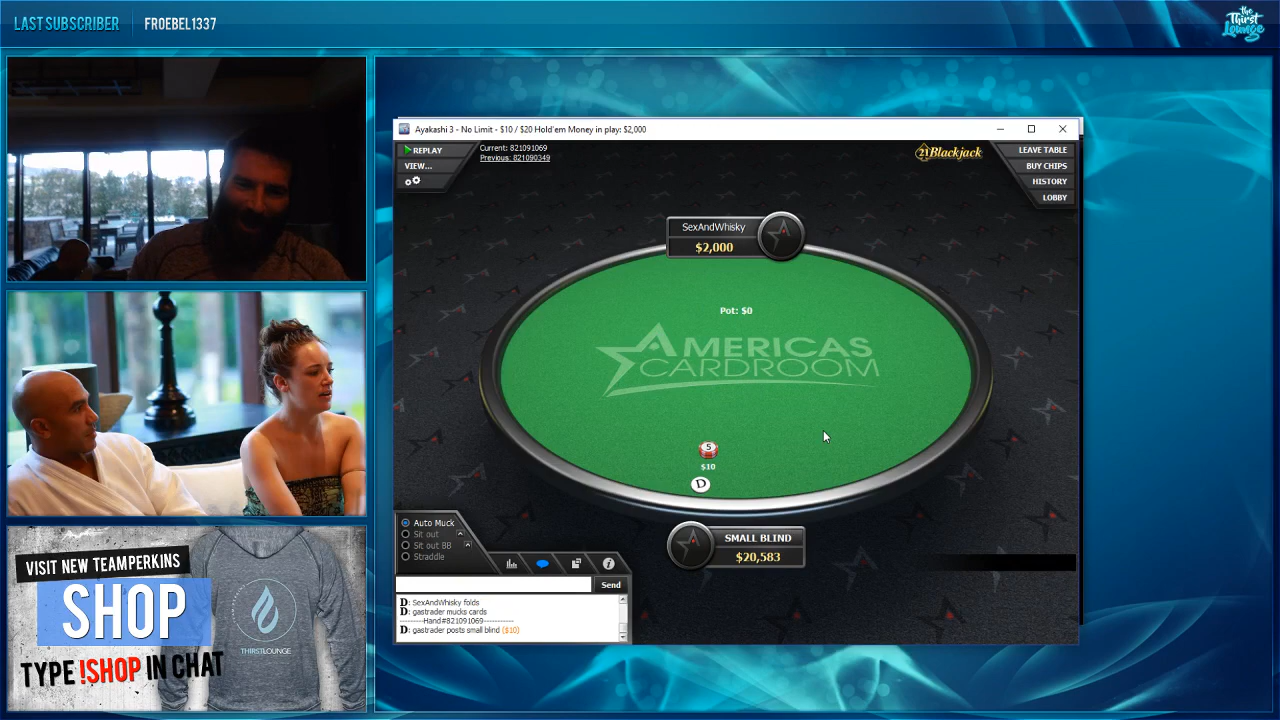 LAST SUBSCRIBER FROEBEL1337
the Thirst Lounge
Ayakashi 3 - No Limit - $10 / $20 Hold'em Money in play: $2,000
REPLAY
VIEW...
Current: 821091069
Previous: 821090349
21 Blackjack
LEAVE TABLE
BUY CHIPS
HISTORY
LOBBY
SexAndWhisky
$2,000
Pot: $0
AMERICAS
CARDROOM
5
$10
D
SMALL BLIND
$20,583
Auto Muck
Sit out
Sit out BB
Straddle
Send
D: SexAndWhisky folds
D: gastrader mucks cards
--------Hand#821091069-----------
D: gastrader posts small blind ($10)
VISIT NEW TEAMPERKINS
SHOP
TYPE !SHOP IN CHAT
THIRSTLOUNGE